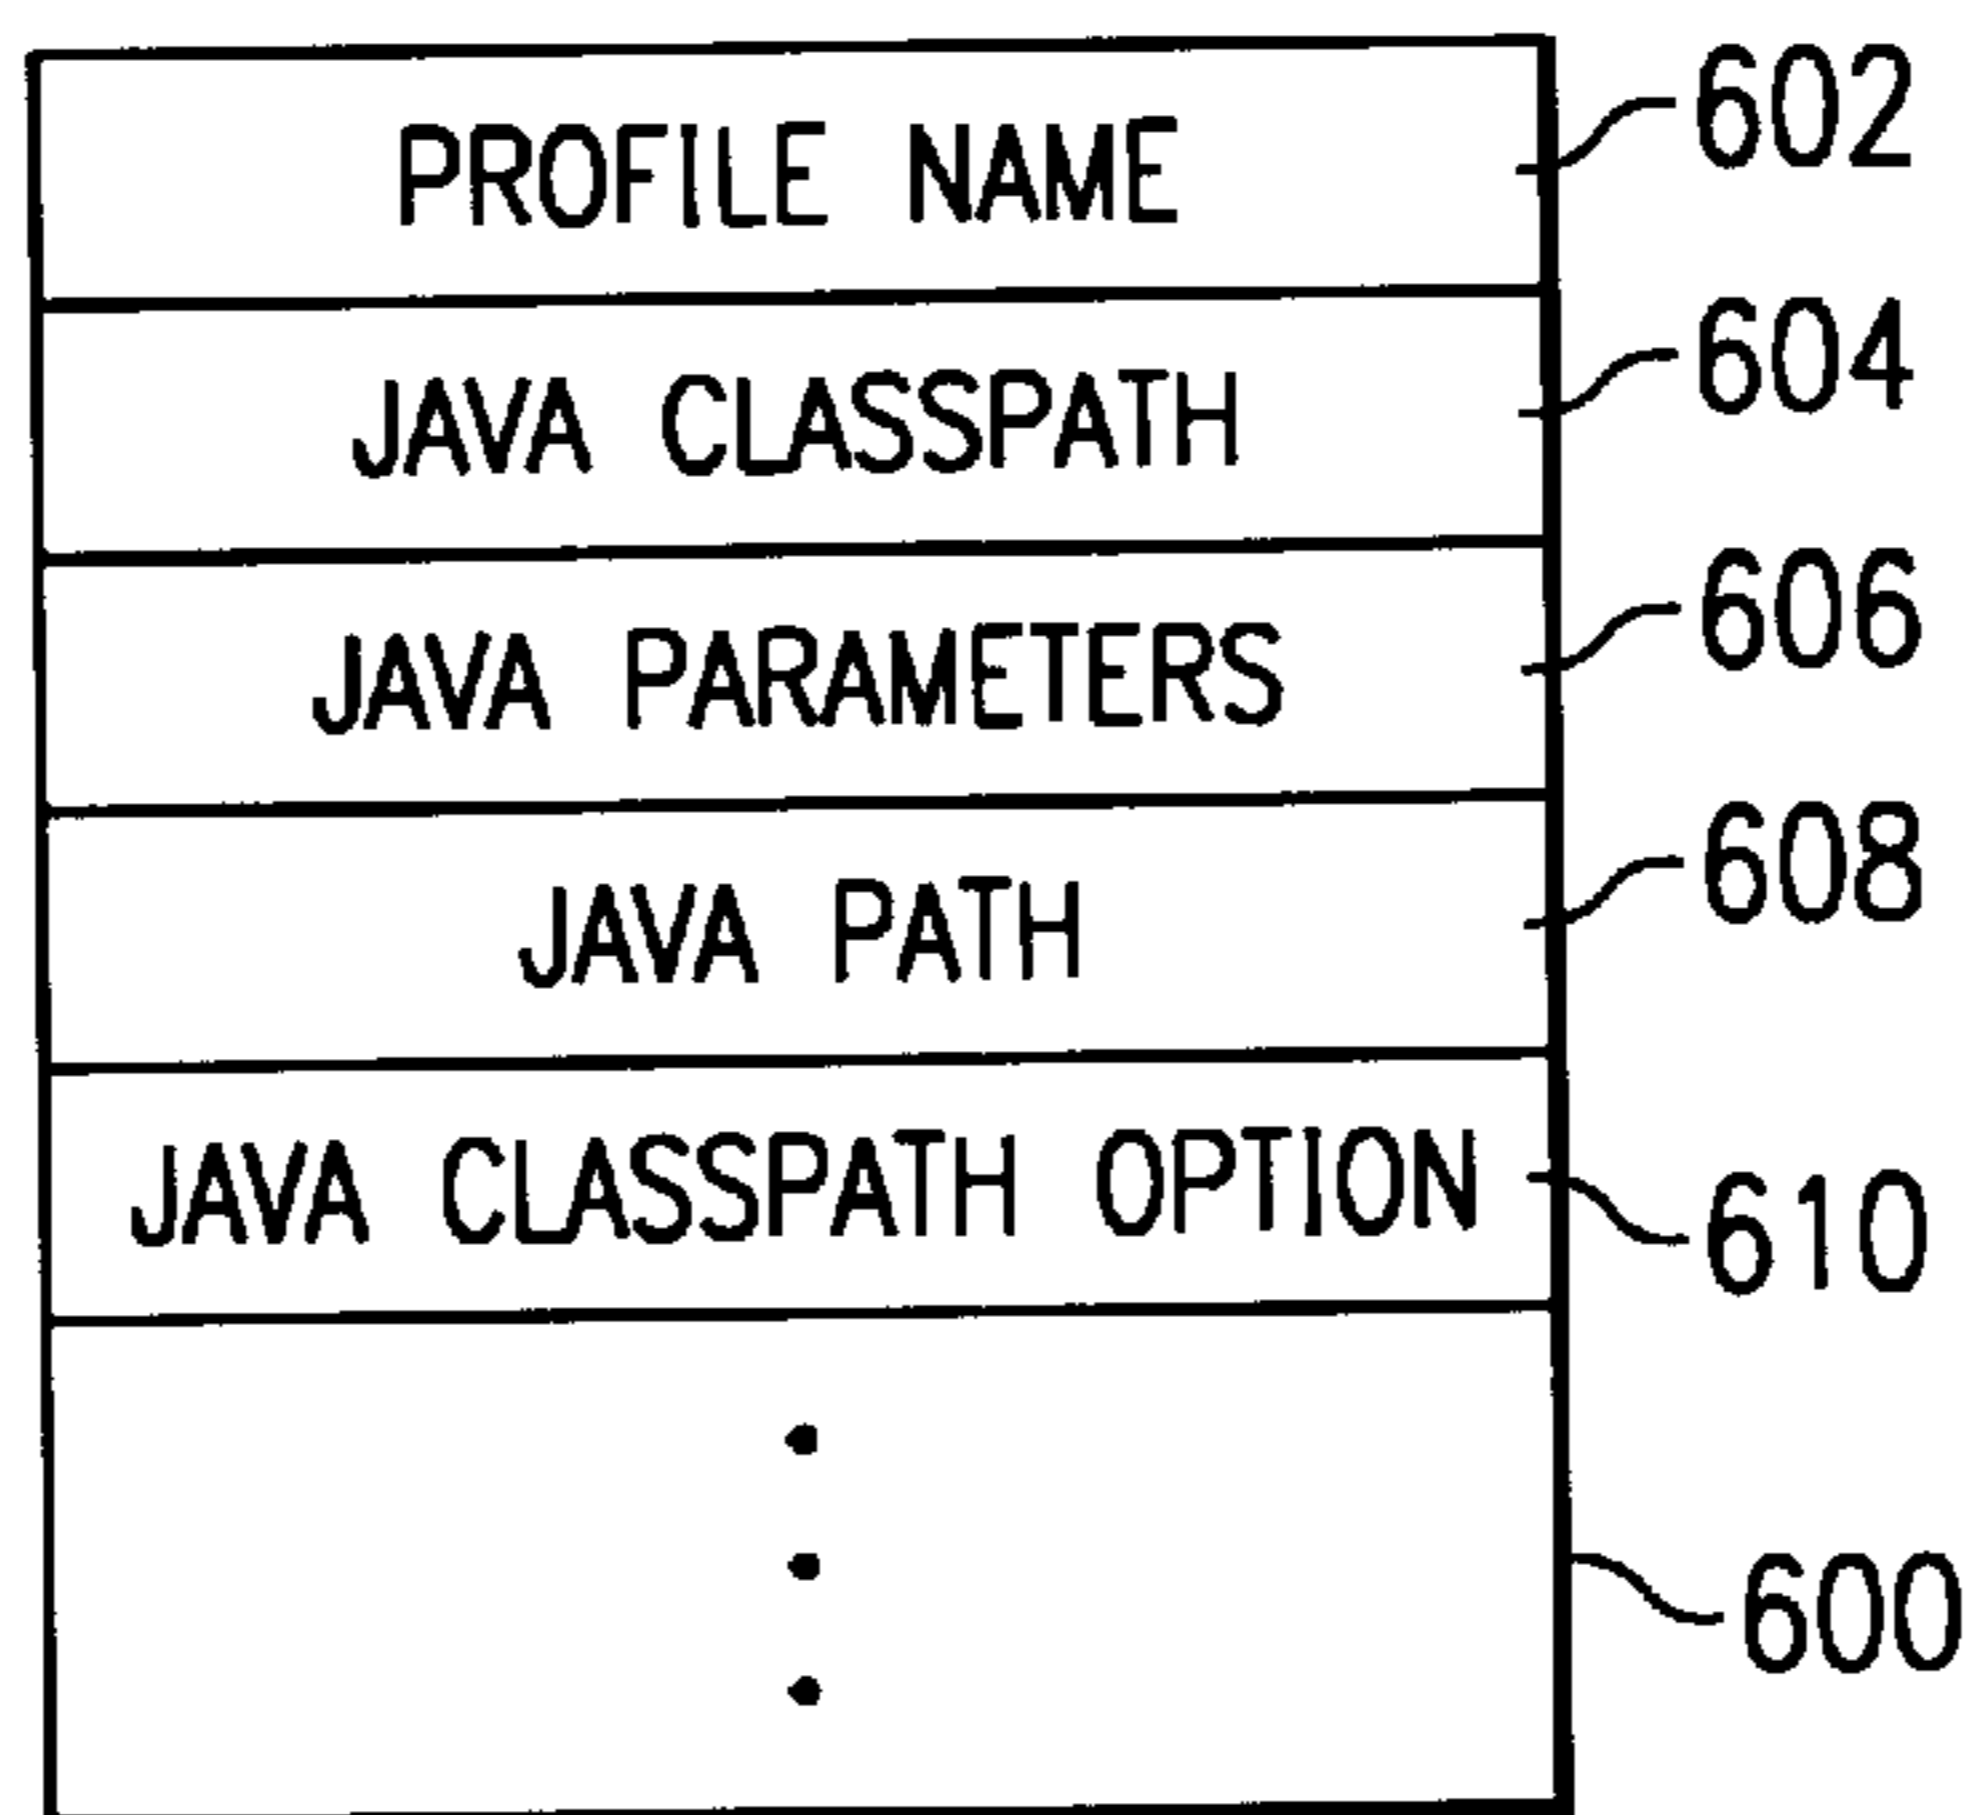 PROFILE NAME 602
JAVA CLASSPATH 604
JAVA PARAMETERS 606
JAVA PATH 608
JAVA CLASSPATH OPTION 610
600